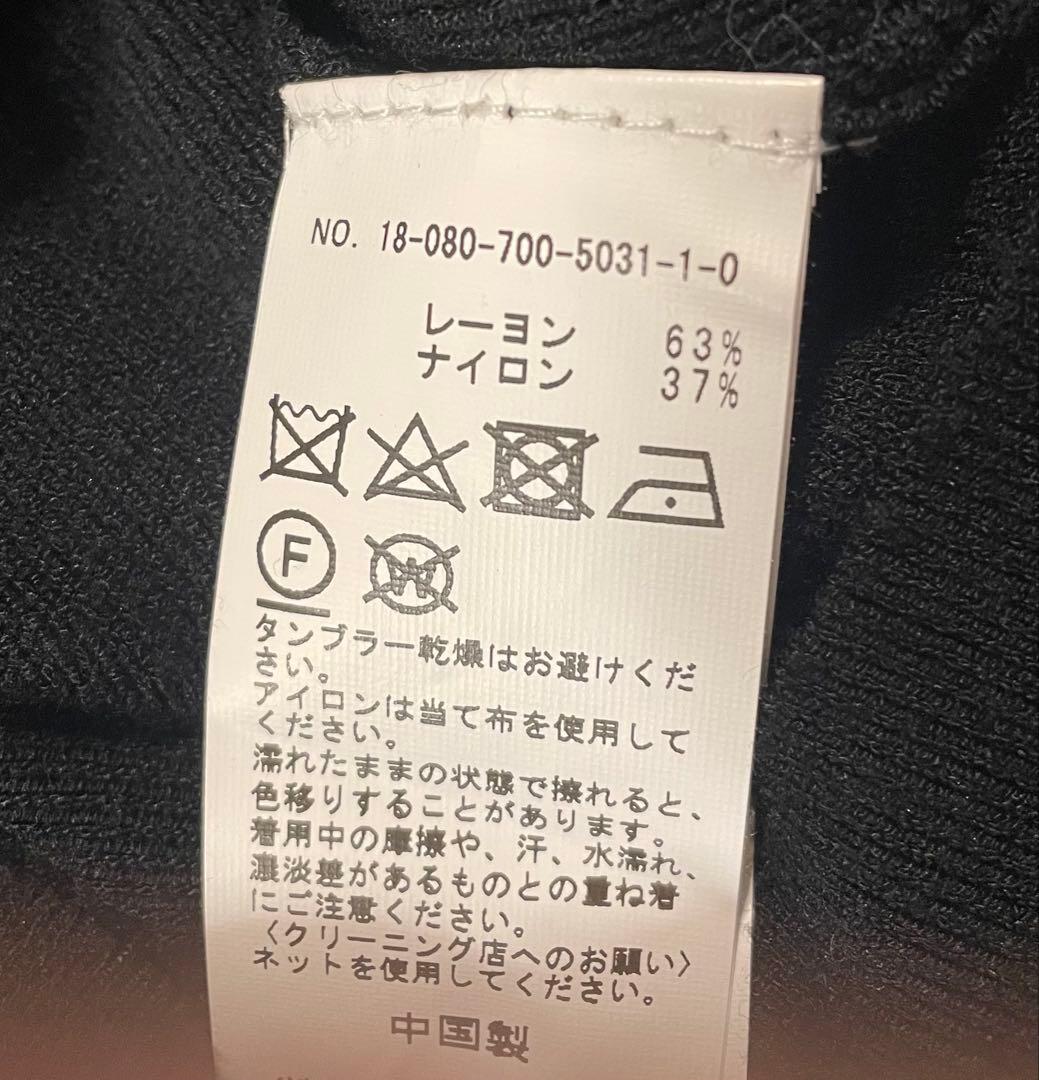 NO. 18-080-700-5031-1-0
レーヨン 63%
ナイロン 37%
F
W
タンブラー乾燥はお避けくだ
さい。
アイロンは当て布を使用して
ください。
濡れたままの状態で擦れると、
色移りすることがあります。
着用中の摩擦や、汗、水濡れ、
濃淡差があるものとの重ね着
にご注意ください。
〈クリーニング店へのお願い〉
ネットを使用してください。
中国製